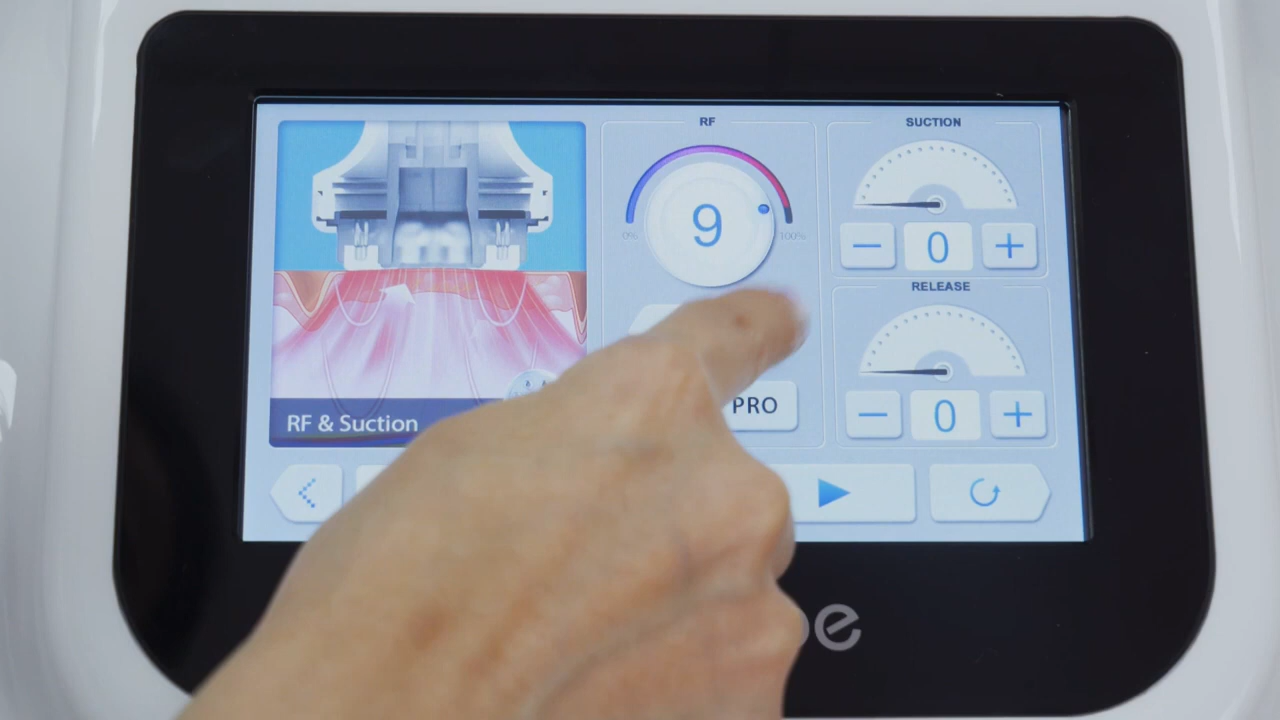 RF
9
0%
100%
SUCTION
0
RELEASE
0
PRO
RF & Suction